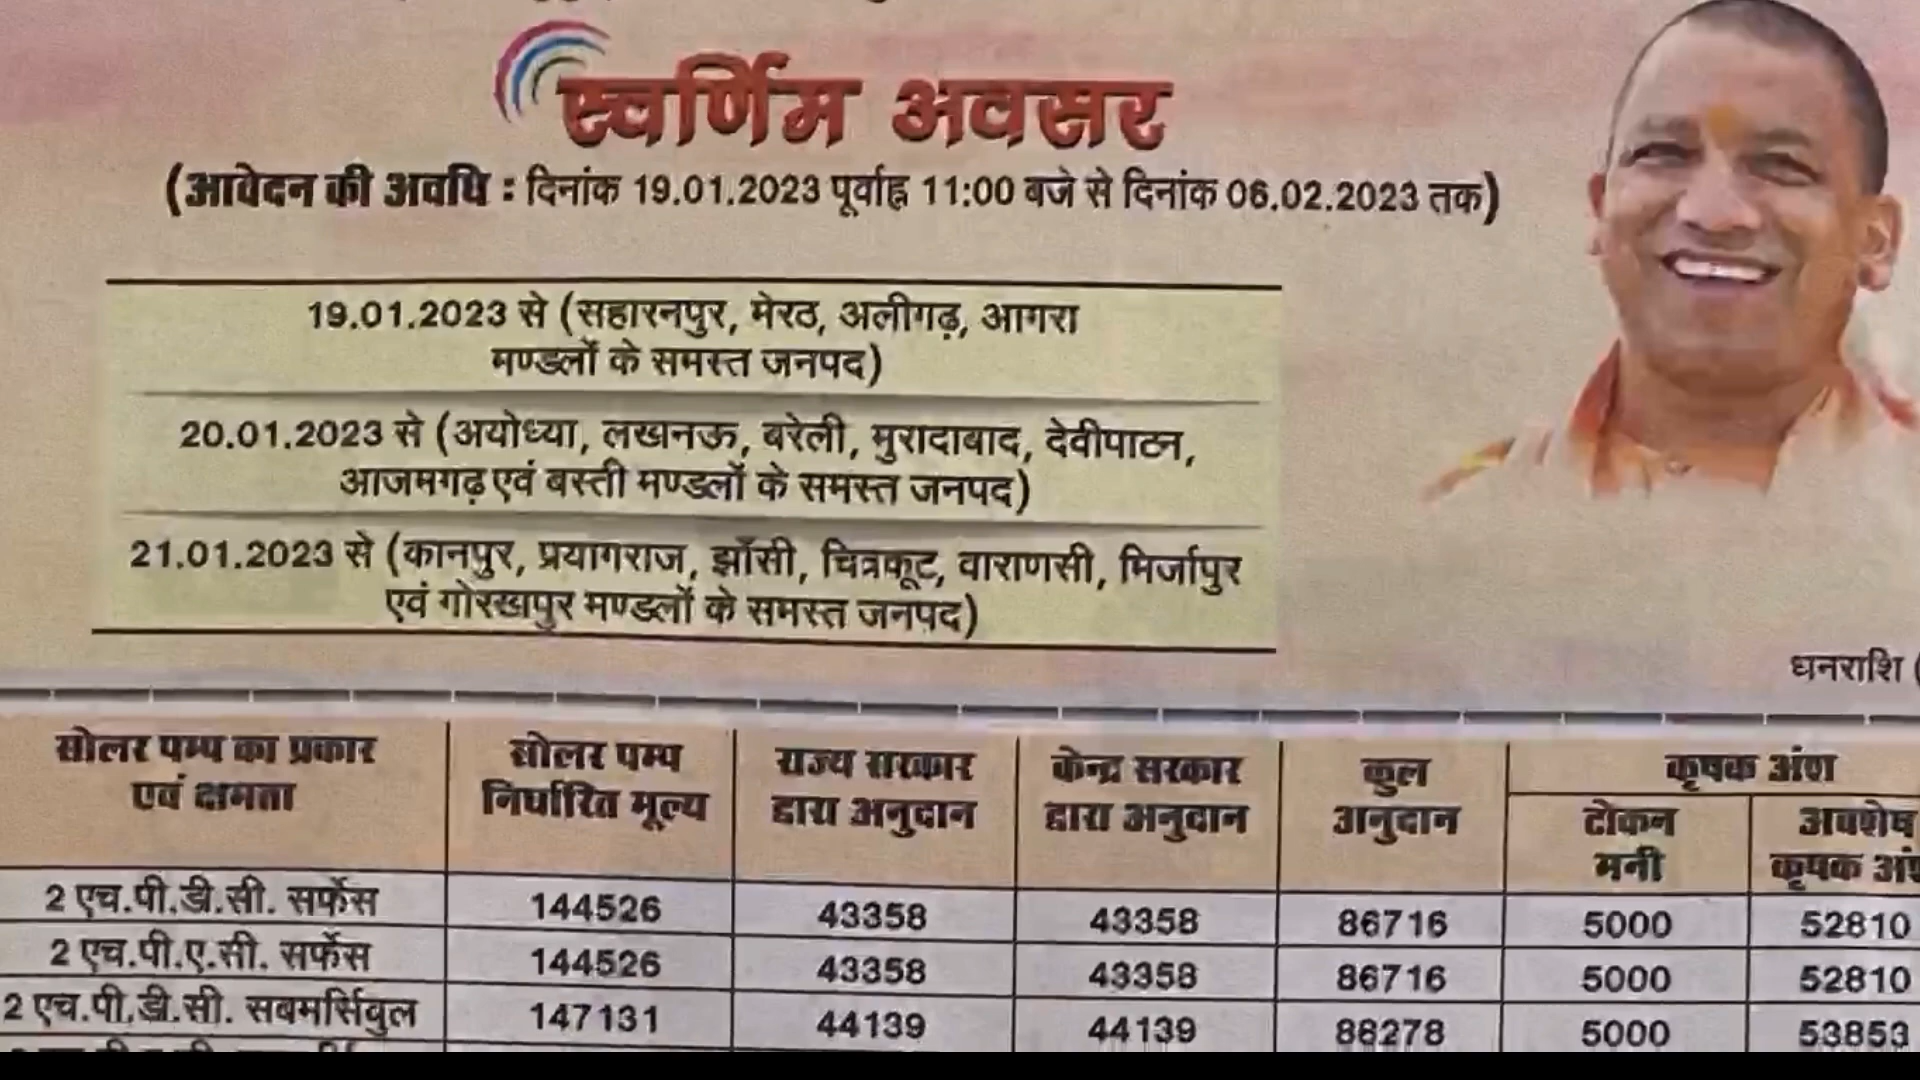 स्वर्णिम अवसर
(आवेदन की अवधि : दिनांक 19.01.2023 पूर्वाह्न 11:00 बजे से दिनांक 06.02.2023 तक)
19.01.2023 से (सहारनपुर, मेरठ, अलीगढ़, आगरा
मण्डलों के समस्त जनपद)
20.01.2023 से (अयोध्या, लखनऊ, बरेली, मुरादाबाद, देवीपाटन,
आजमगढ़ एवं बस्ती मण्डलों के समस्त जनपद)
21.01.2023 से (कानपुर, प्रयागराज, झाँसी, चित्रकूट, वाराणसी, मिर्जापुर
एवं गोरखपुर मण्डलों के समस्त जनपद)
धनराशि (
सोलर पम्प का प्रकार सोलर पम्प राज्य सरकार केन्द्र सरकार कुल कृषक अंश
एवं क्षमता निर्धारित मूल्य द्वारा अनुदान द्वारा अनुदान अनुदान टोकन अवशेष
मनी कृषक
2 एच.पी.डी.सी. सर्फेस 144526 43358 43358 86716 5000 52810
2 एच.पी.ए.सी. सर्फेस 144526 43358 43358 86716 5000 52810
2 एच.पी.डी.सी. सबमर्सिबुल 147131 44139 44139 88278 5000 53853